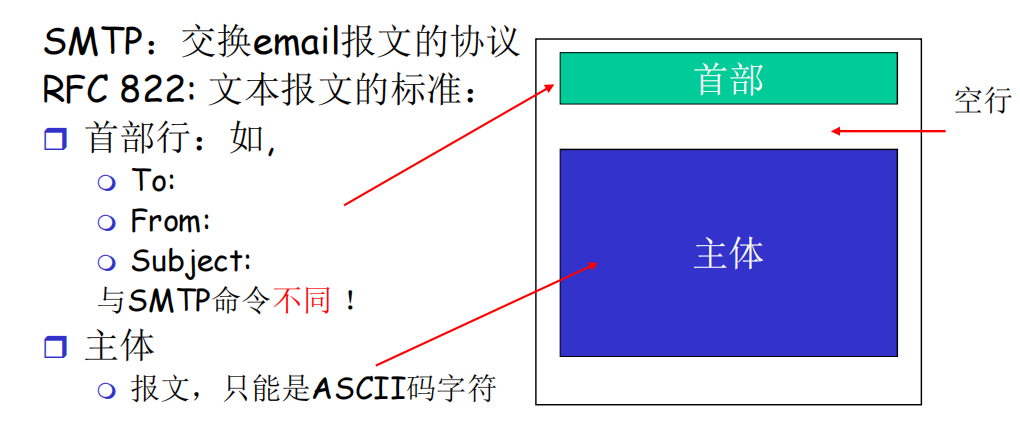 SMTP：交换email报文的协议
RFC 822: 文本报文的标准：
首部行：如,
To:
From:
Subject:
与SMTP命令不同！
主体
报文，只能是ASCII码字符
首部
空行
主体